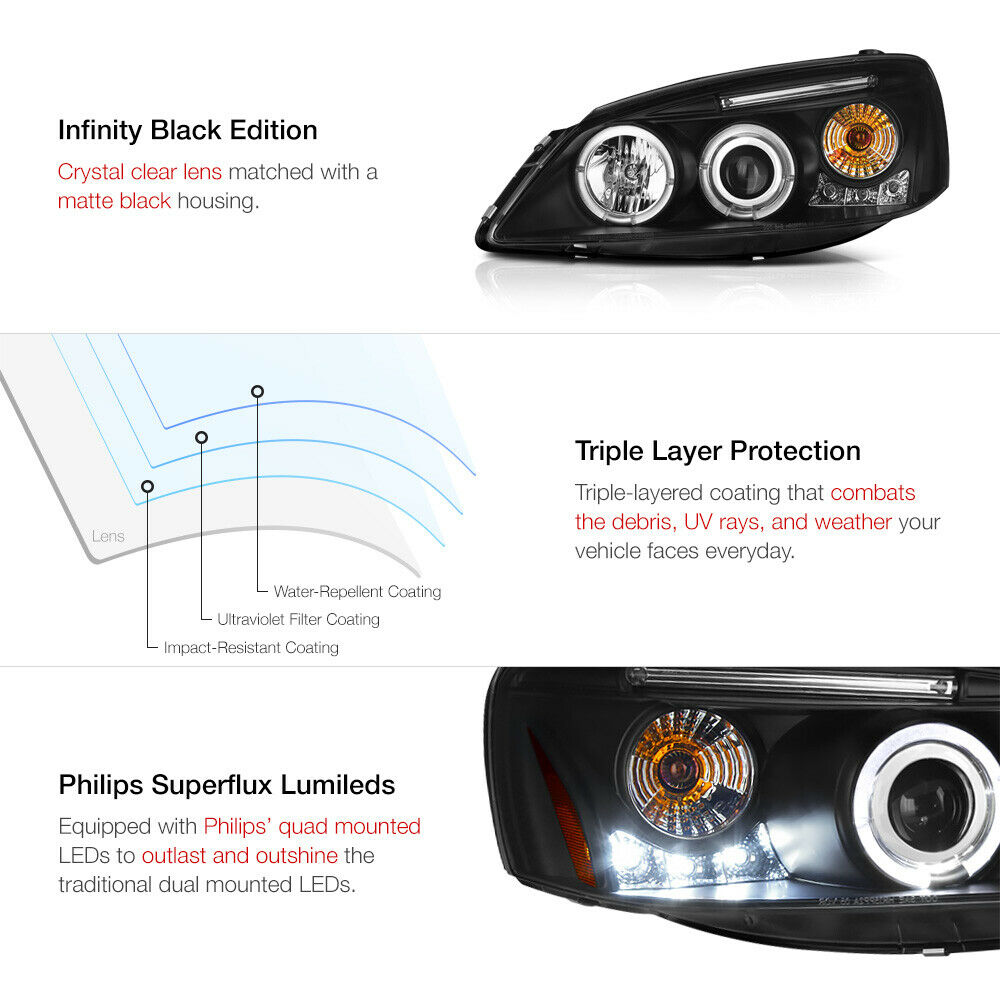 Infinity Black Edition
Crystal clear lens matched with a
matte black housing.
Lens
Water-Repellent Coating
Ultraviolet Filter Coating
Impact-Resistant Coating
Triple Layer Protection
Triple-layered coating that combats
the debris, UV rays, and weather your
vehicle faces everyday.
Philips Superflux Lumileds
Equipped with Philips' quad mounted
LEDs to outlast and outshine the
traditional dual mounted LEDs.